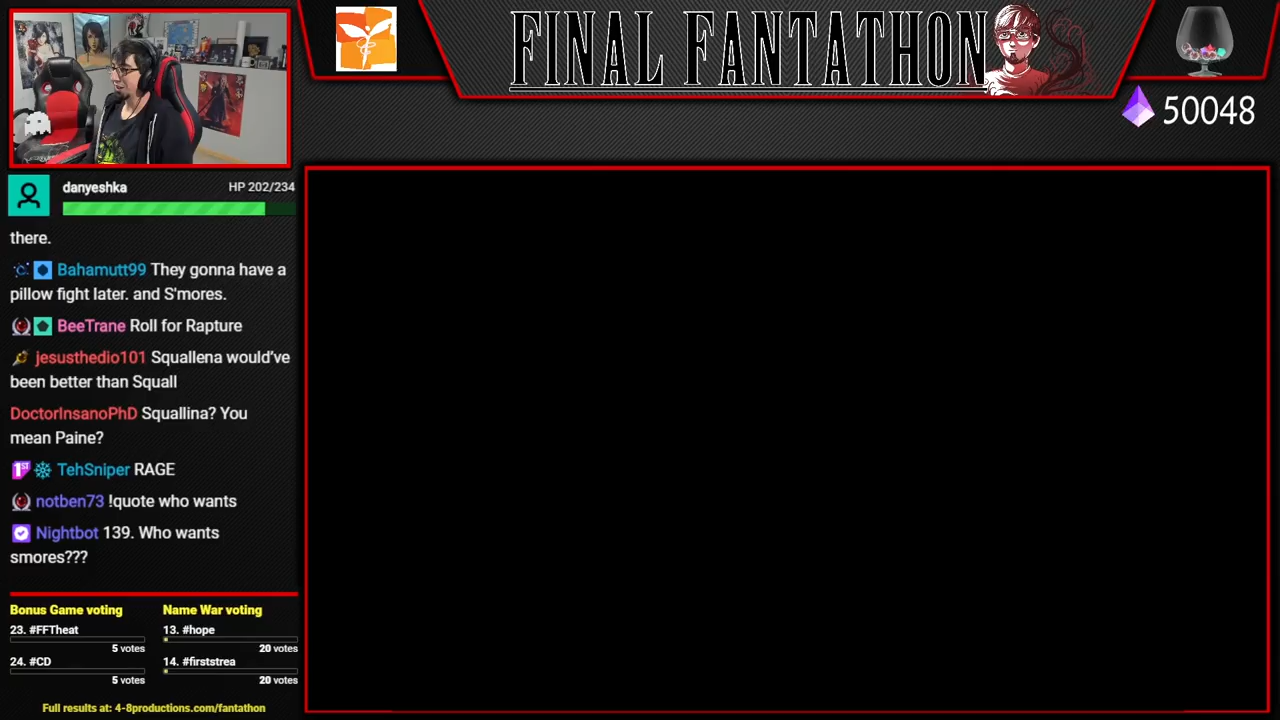 FINAL FANTATHON
50048
danyeshka HP 202/234
there.
Bahamutt99 They gonna have a
pillow fight later. and S'mores.
BeeTrane Roll for Rapture
jesusthedio101 Squallena would’ve
been better than Squall
DoctorInsanoPhD Squallina? You
mean Paine?
1ST TehSniper RAGE
notben73 !quote who wants
Nightbot 139. Who wants
smores???
Bonus Game voting
23. #FFTheat
5 votes
24. #CD
5 votes
Name War voting
13. #hope
20 votes
14. #firststrea
20 votes
Full results at: 4-8productions.com/fantathon